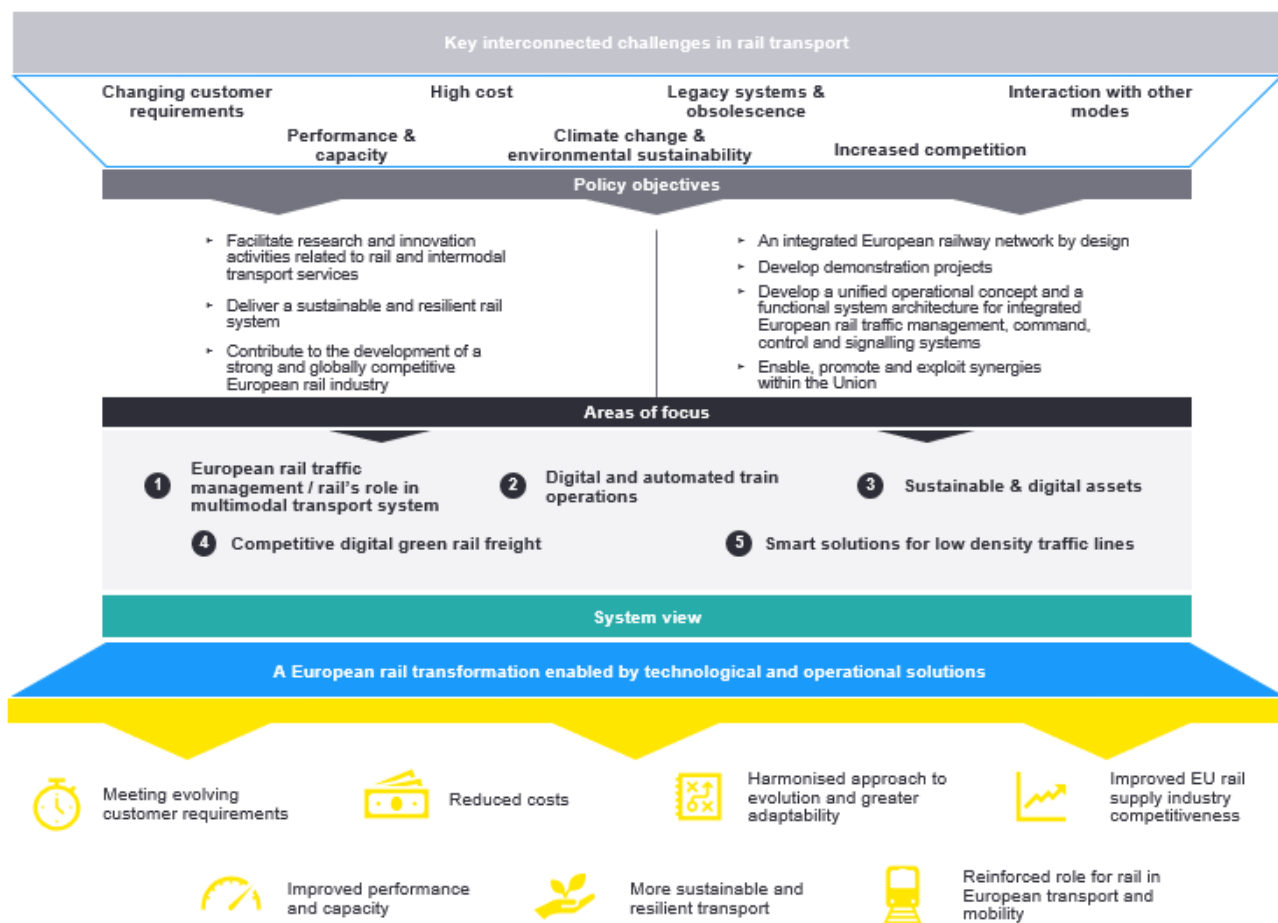 Key interconnected challenges in rail transport
Changing customer
requirements
High cost
Legacy systems &
obsolescence
Interaction with other
modes
Performance &
capacity
Climate change &
environmental sustainability
Increased competition
Policy objectives
► Facilitate research and innovation
activities related to rail and intermodal
transport services
► Deliver a sustainable and resilient rail
system
► Contribute to the development of a
strong and globally competitive
European rail industry
► An integrated European railway network by design
► Develop demonstration projects
► Develop a unified operational concept and a
functional system architecture for integrated
European rail traffic management, command,
control and signalling systems
► Enable, promote and exploit synergies
within the Union
Areas of focus
1 European rail traffic
management / rail's role in
multimodal transport system
2 Digital and automated train
operations
3 Sustainable & digital assets
4 Competitive digital green rail freight
5 Smart solutions for low density traffic lines
System view
A European rail transformation enabled by technological and operational solutions
Meeting evolving
customer requirements
Reduced costs
Harmonised approach to
evolution and greater
adaptability
Improved EU rail
supply industry
competitiveness
Improved performance
and capacity
More sustainable and
resilient transport
Reinforced role for rail in
European transport and
mobility